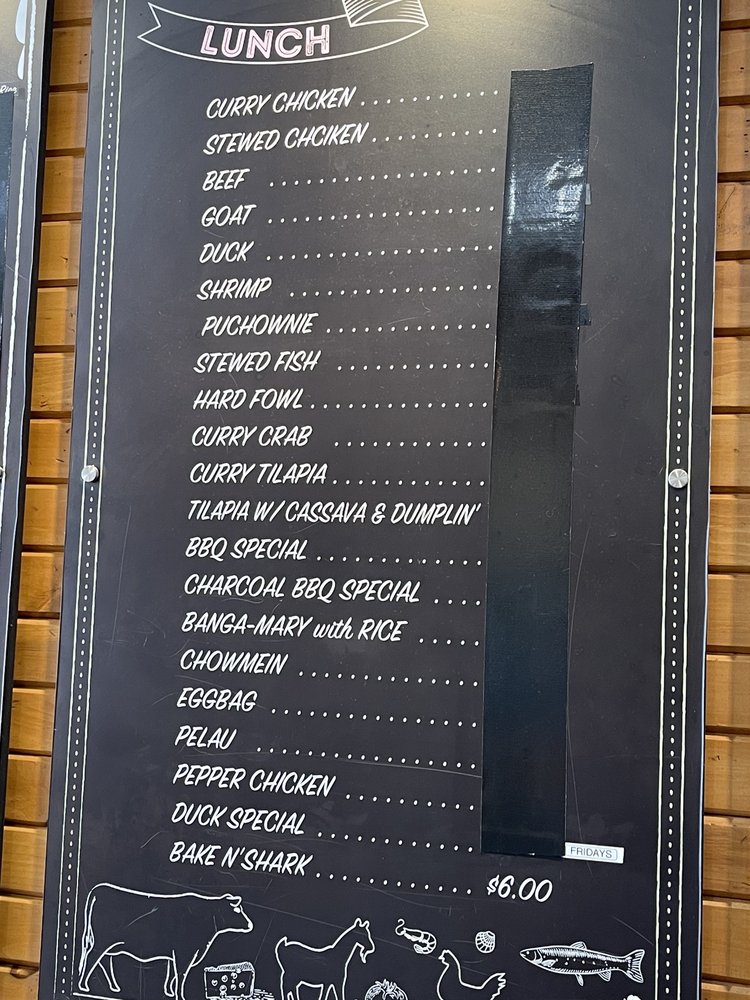 LUNCH
CURRY CHICKEN . . . . . . . . . . .
STEWED CHCIKEN . . . . . . . . . .
BEEF . . . . . . . . . . . . . . . . . .
GOAT . . . . . . . . . . . . . . . . . .
DUCK . . . . . . . . . . . . . . . . . .
SHRIMP . . . . . . . . . . . . . . . .
PUCHOWNIE . . . . . . . . . . . . .
STEWED FISH . . . . . . . . . . . .
HARD FOWL . . . . . . . . . . . . . .
CURRY CRAB . . . . . . . . . . . .
CURRY TILAPIA . . . . . . . . . . . .
TILAPIA W/ CASSAVA & DUMPLIN'
BBQ SPECIAL . . . . . . . . . . . . .
CHARCOAL BBQ SPECIAL . . . .
BANGA-MARY with RICE . . . . .
CHOWMEIN . . . . . . . . . . . . . .
EGGBAG . . . . . . . . . . . . . . . .
PELAU . . . . . . . . . . . . . . . . .
PEPPER CHICKEN . . . . . . . . . .
DUCK SPECIAL . . . . . . . . . . . .
FRIDAYS
BAKE N'SHARK . . . . . . . . . . . . $6.00